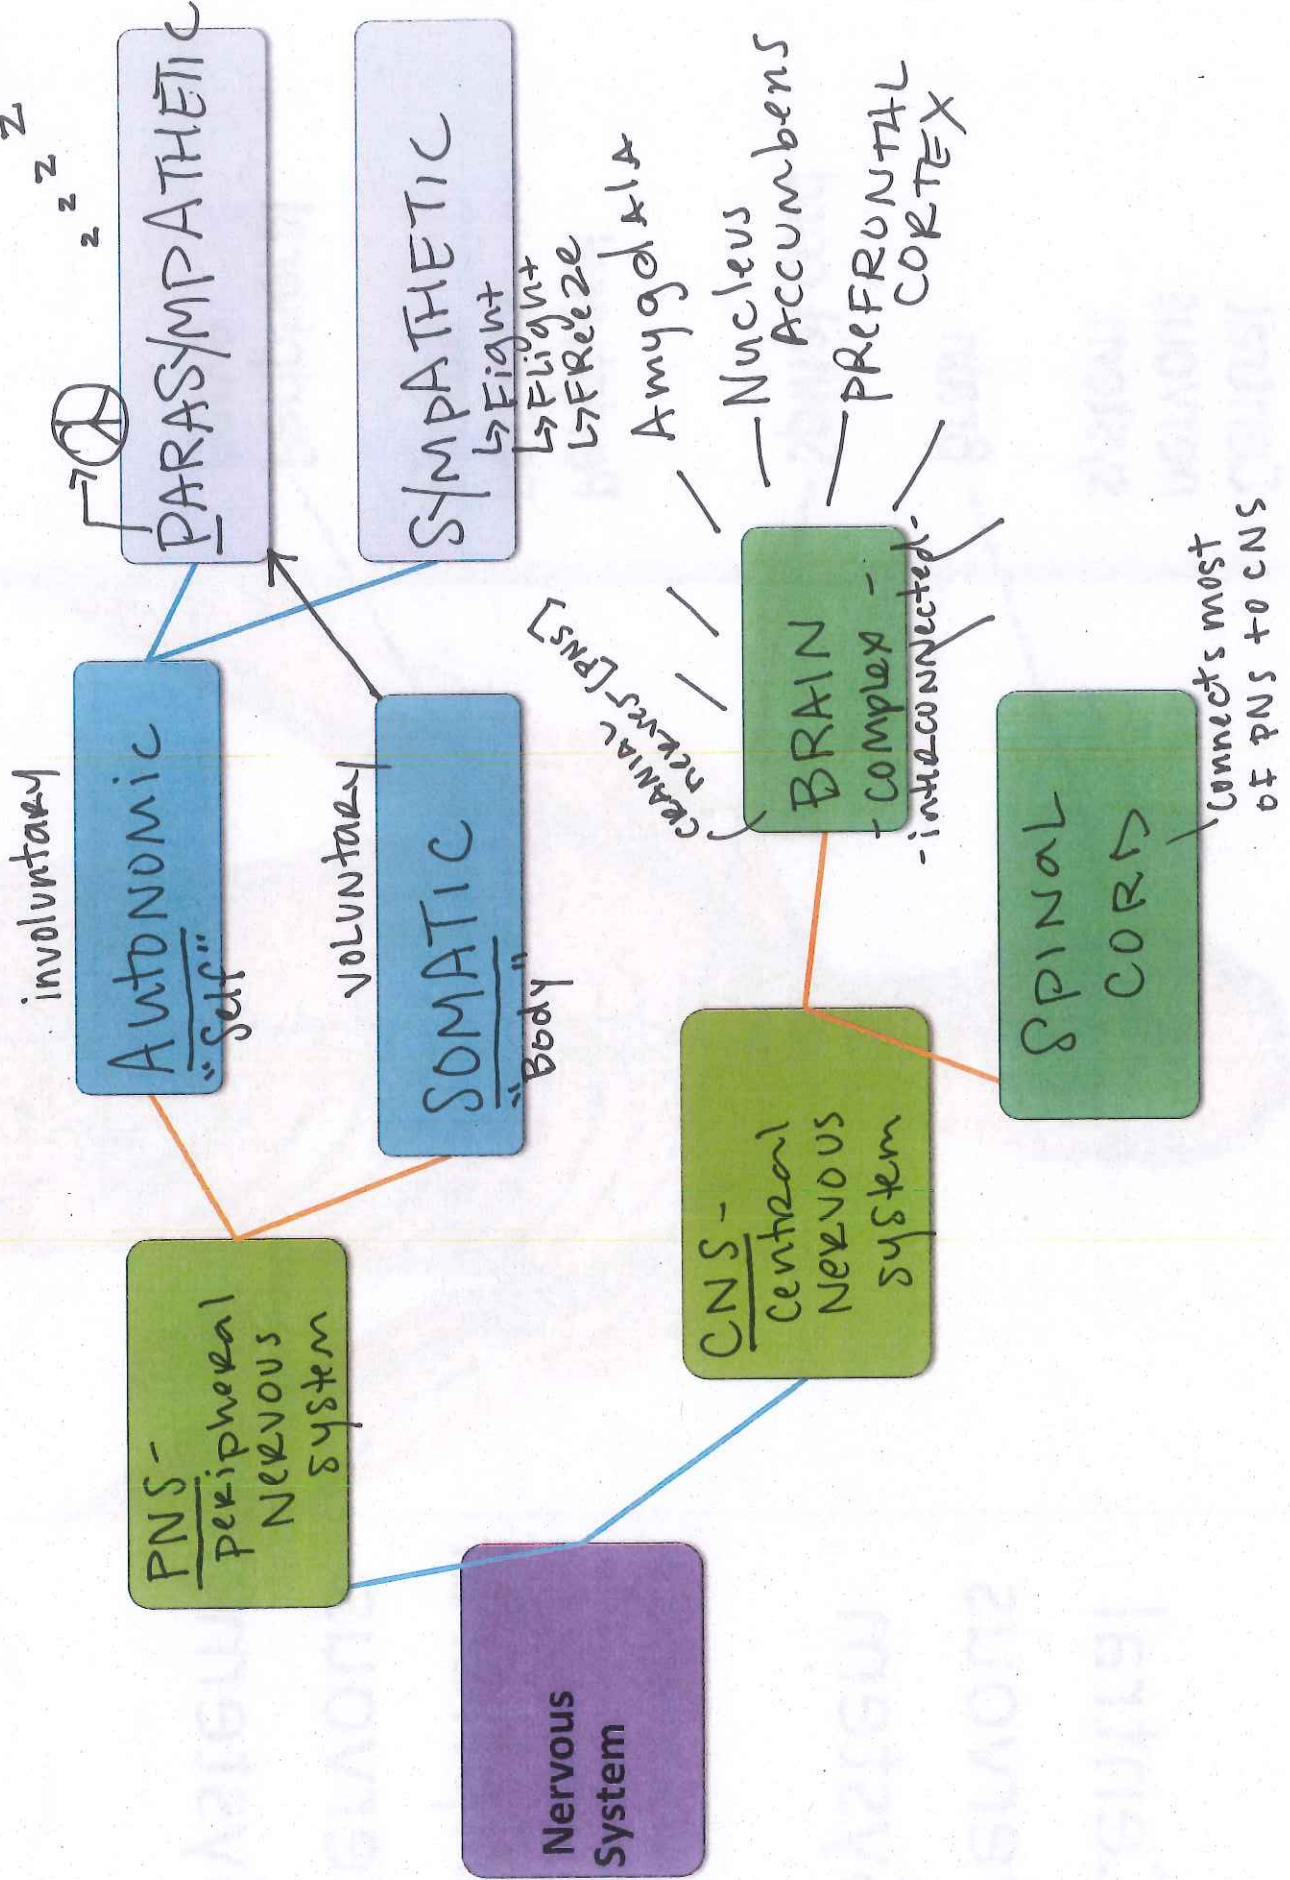 Nervous
System
PNS-
peripheral
Nervous
system
involuntary
Autonomic
"Self"
voluntary
SOMATIC
"Body"
z z z z
PARASYMPATHETIC
SYMPATHETIC
↳Fight
↳Flight
↳Freeze
CNS-
Central
Nervous
system
CRANIAL
nerves-[PNS]
BRAIN
- complex -
-interconnected-
Amygdala
Nucleus
Accumbens
PREFRONTAL
CORTEX
SPINAL
CORD
connects most
of PNS to CNS